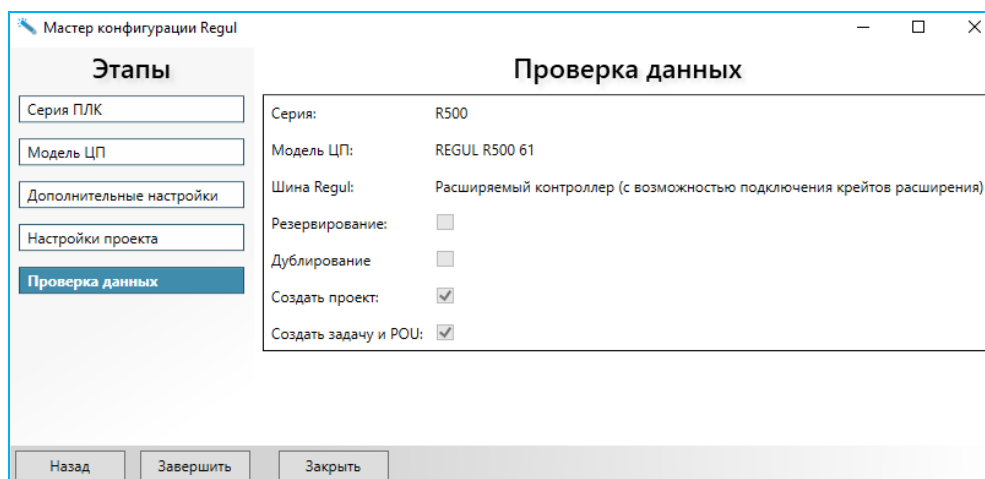 Мастер конфигурации Regul
Этапы
Серия ПЛК
Модель ЦП
Дополнительные настройки
Настройки проекта
Проверка данных
Проверка данных
Серия: R500
Модель ЦП: REGUL R500 61
Шина Regul: Расширяемый контроллер (с возможностью подключения крейтов расширения)
Резервирование:
Дублирование
Создать проект:
Создать задачу и POU:
Назад Завершить Закрыть